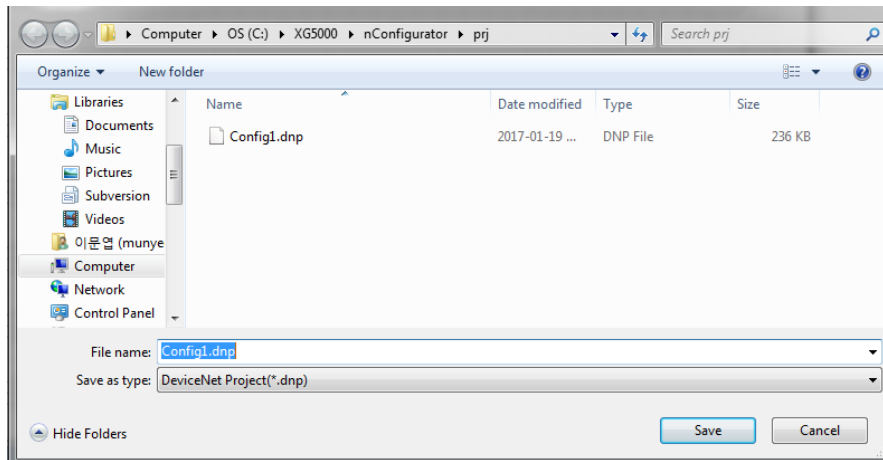 Computer ▸ OS (C:) ▸ XG5000 ▸ nConfigurator ▸ prj
Search prj
Organize
New folder
Name
Date modified
Type
Size
Libraries
Documents
Music
Pictures
Subversion
Videos
이문엽 (munye
Computer
Network
Control Panel
Config1.dnp
2017-01-19 ...
DNP File
236 KB
File name: Config1.dnp
Save as type: DeviceNet Project(*.dnp)
Hide Folders
Save
Cancel